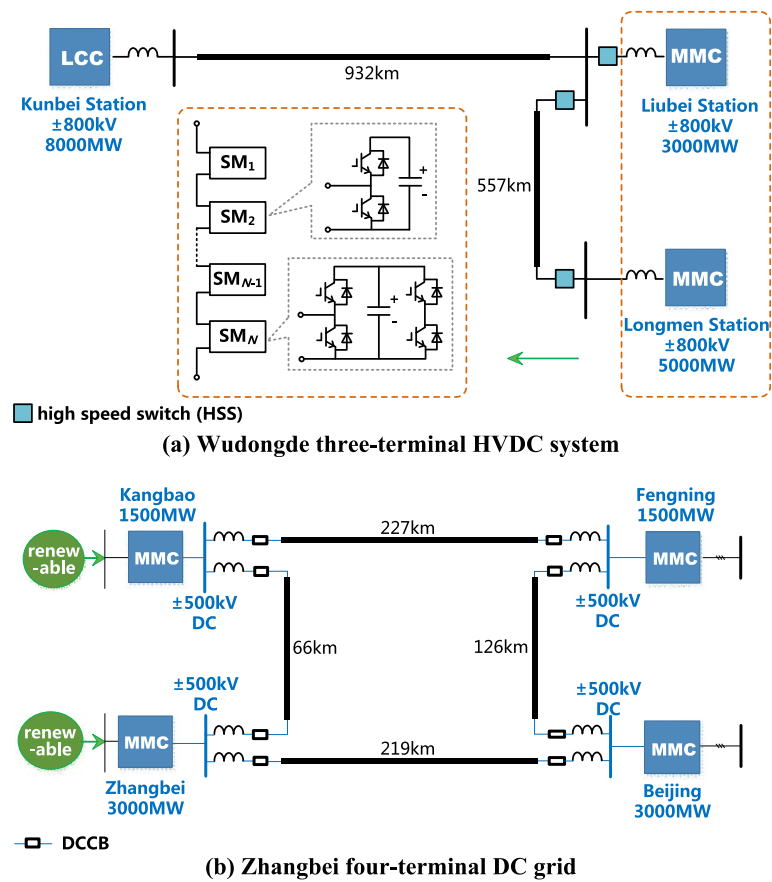 LCC
Kunbei Station
±800kV
8000MW
932km
MMC
Liubei Station
±800kV
3000MW
557km
SM1
SM2
SMN-1
SMN
+
-
+
-
MMC
Longmen Station
±800kV
5000MW
high speed switch (HSS)
(a) Wudongde three-terminal HVDC system
Kangbao
1500MW
renew
-able
MMC
±500kV
DC
227km
Fengning
1500MW
MMC
±500kV
DC
66km
126km
±500kV
DC
renew
-able
MMC
Zhangbei
3000MW
219km
±500kV
DC
MMC
Beijing
3000MW
DCCB
(b) Zhangbei four-terminal DC grid